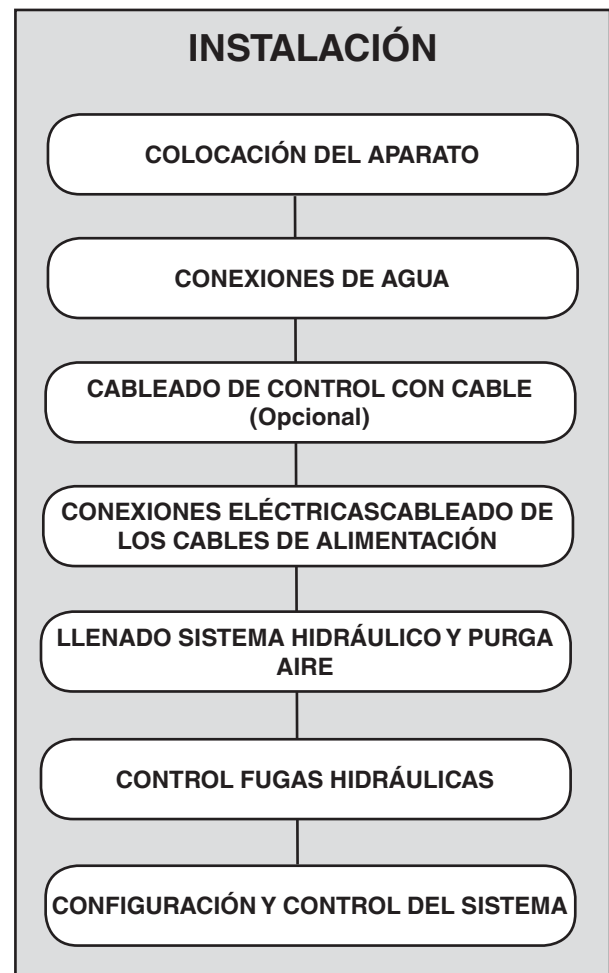 INSTALACIÓN
COLOCACIÓN DEL APARATO
CONEXIONES DE AGUA
CABLEADO DE CONTROL CON CABLE
(Opcional)
CONEXIONES ELÉCTRICASCABLEADO DE
LOS CABLES DE ALIMENTACIÓN
LLENADO SISTEMA HIDRÁULICO Y PURGA
AIRE
CONTROL FUGAS HIDRÁULICAS
CONFIGURACIÓN Y CONTROL DEL SISTEMA